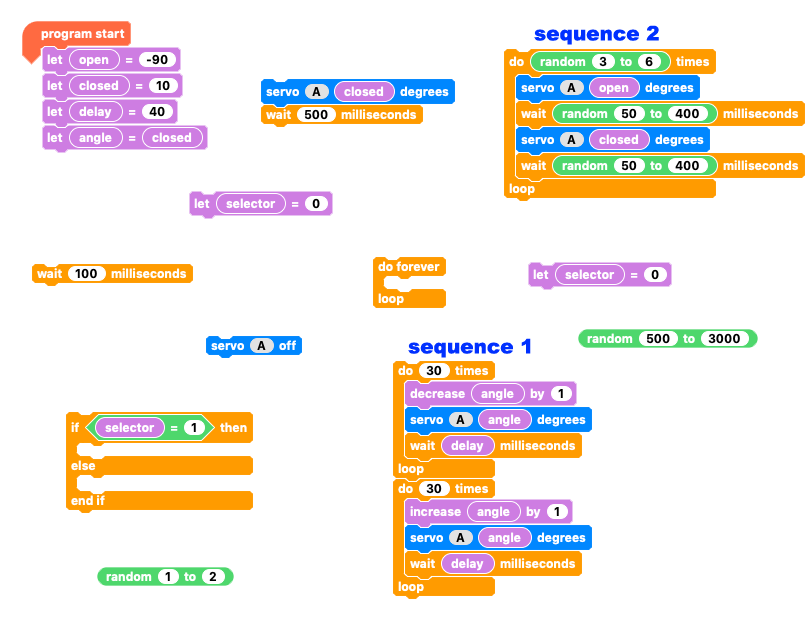 program start
let open = -90
let closed = 10
let delay = 40
let angle = closed
servo A closed degrees
wait 500 milliseconds
sequence 2
do random 3 to 6 times
servo A open degrees
wait random 50 to 400 milliseconds
servo A closed degrees
wait random 50 to 400 milliseconds
loop
let selector = 0
wait 100 milliseconds
do forever
loop
let selector = 0
servo A off
random 500 to 3000
sequence 1
do 30 times
decrease angle by 1
servo A angle degrees
wait delay milliseconds
loop
do 30 times
increase angle by 1
servo A angle degrees
wait delay milliseconds
loop
if selector = 1 then
else
end if
random 1 to 2